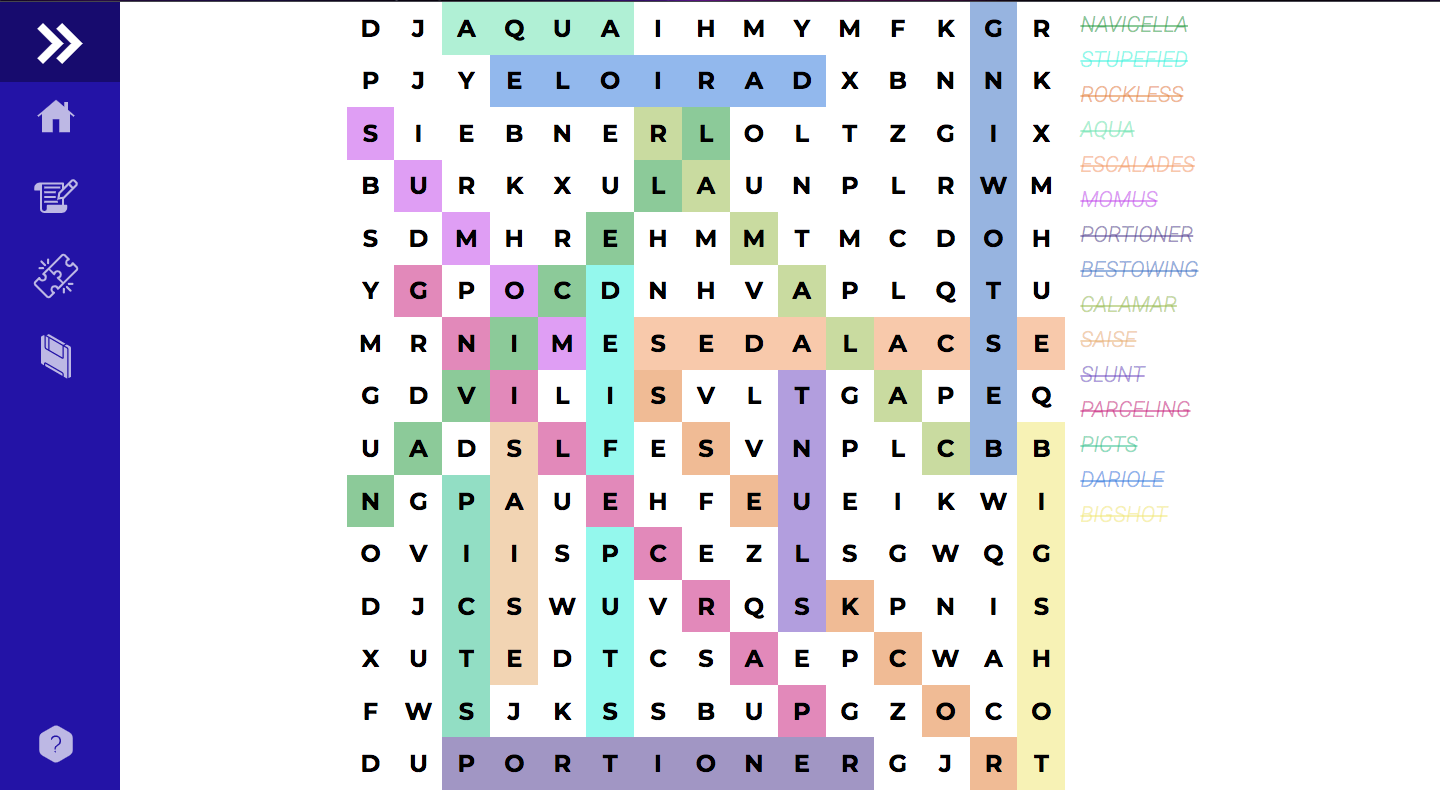 D J A Q U A I H M Y M F K G R
P J Y E L O I R A D X B N N K
S I E B N E R L O L T Z G I X
B U R K X U L A U N P L R W M
S D M H R E H M M T M C D O H
Y G P O C D N H V A P L Q T U
M R N I M E S E D A L A C S E
G D V I L I S V L T G A P E Q
U A D S L F E S V N P L C B B
N G P A U E H F E U E I K W I
O V I I S P C E Z L S G W Q G
D J C S W U V R Q S K P N I S
X U T E D T C S A E P C W A H
F W S J K S S B U P G Z O C O
D U P O R T I O N E R G J R T
NAVICELLA
STUPEFIED
ROCKLESS
AQUA
ESCALADES
MOMUS
PORTIONER
BESTOWING
CALAMAR
SAISE
SLUNT
PARCELING
PICTS
DARIOLE
BIGSHOT
?